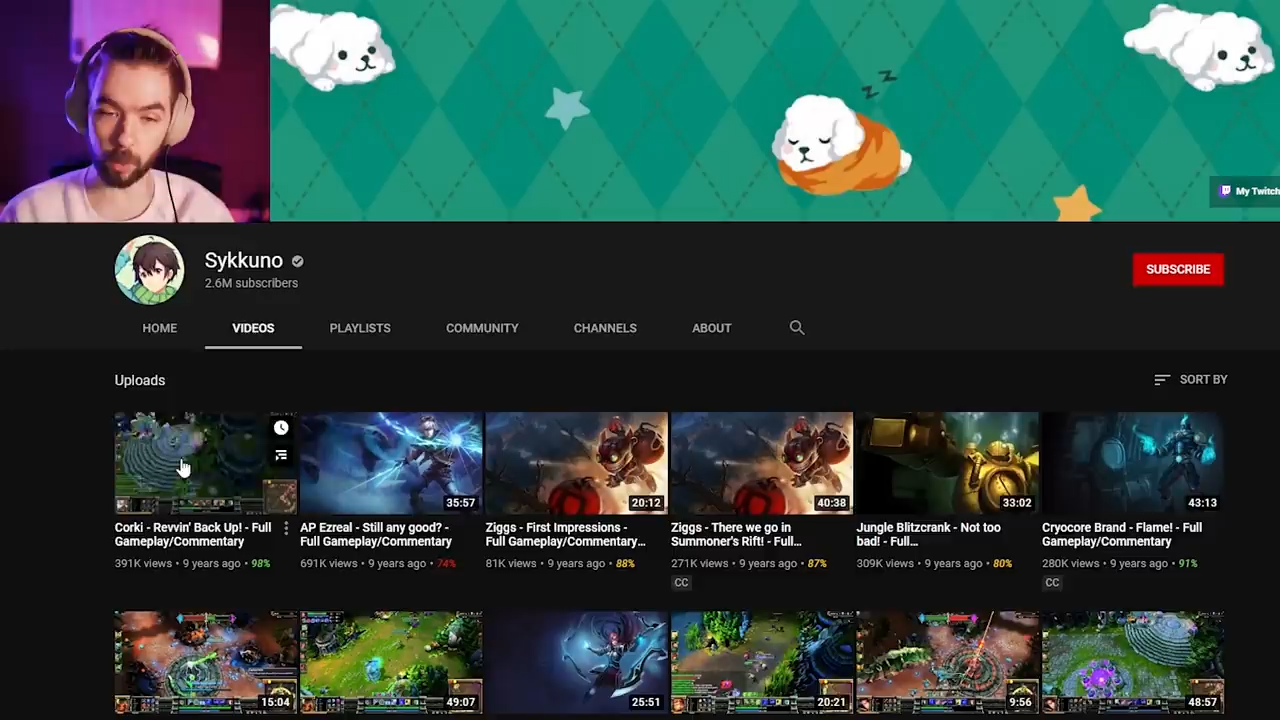 z z z
My Twitch
Sykkuno
2.6M subscribers
SUBSCRIBE
HOME
VIDEOS
PLAYLISTS
COMMUNITY
CHANNELS
ABOUT
Uploads
SORT BY
35:57
20:12
40:38
33:02
43:13
Corki - Revvin' Back Up! - Full
Gameplay/Commentary
391K views • 9 years ago • 98%
AP Ezreal - Still any good? -
Full Gameplay/Commentary
691K views • 9 years ago • 74%
Ziggs - First Impressions -
Full Gameplay/Commentary...
81K views • 9 years ago • 88%
Ziggs - There we go in
Summoner's Rift! - Full...
271K views • 9 years ago • 87%
CC
Jungle Blitzcrank - Not too
bad! - Full...
309K views • 9 years ago • 80%
Cryocore Brand - Flame! - Full
Gameplay/Commentary
280K views • 9 years ago • 91%
CC
15:04
49:07
25:51
20:21
9:56
48:57